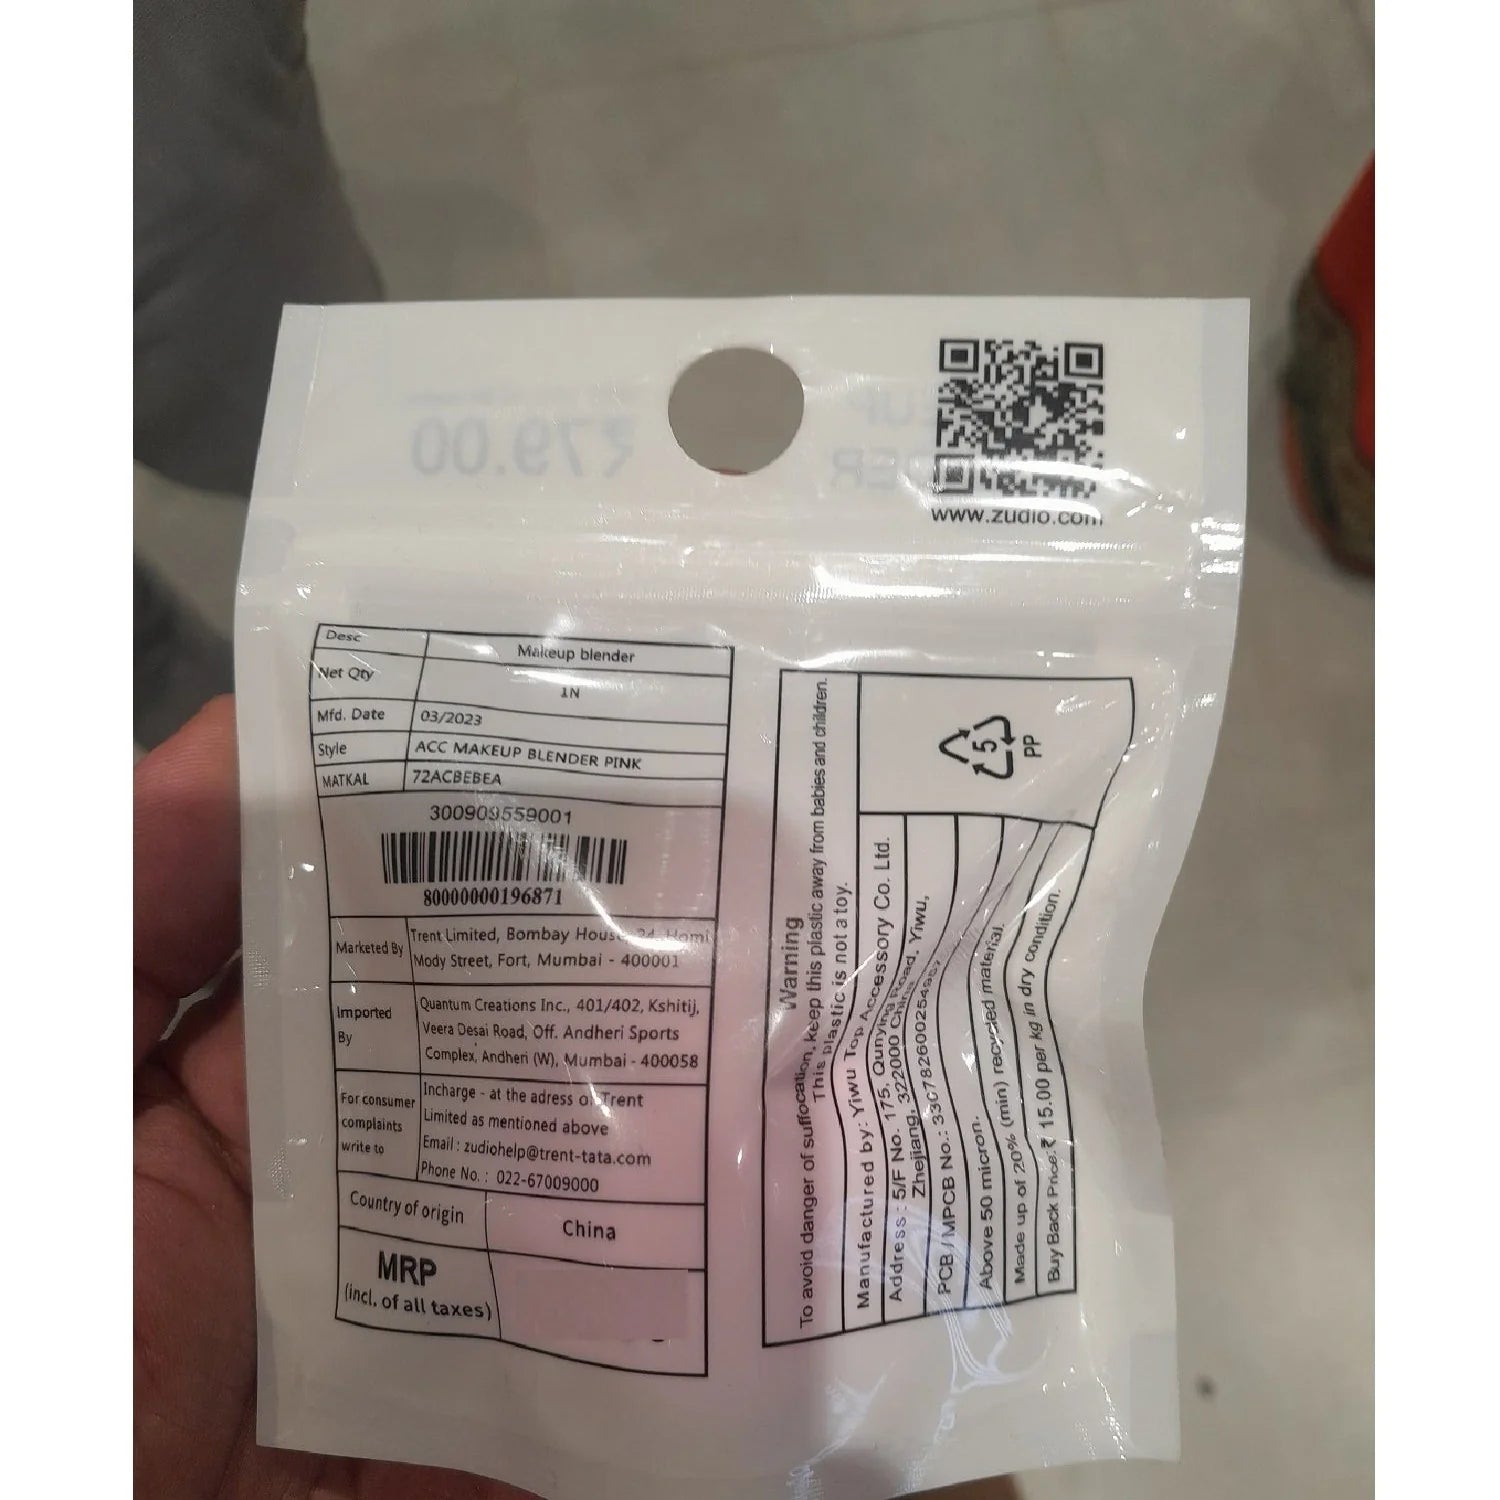 ₹79.00
www.zudio.com
Desc Makeup blender
Net Qty 1N
Mfd. Date 03/2023
Style ACC MAKEUP BLENDER PINK
MATKAL 72ACBEBEA
300909559001
80000000196871
Marketed By Trent Limited, Bombay House, 24, Homi
Mody Street, Fort, Mumbai - 400001
Imported By Quantum Creations Inc., 401/402, Kshitij,
Veera Desai Road, Off. Andheri Sports
Complex, Andheri (W), Mumbai - 400058
For consumer complaints write to Incharge - at the adress of Trent
Limited as mentioned above
Email : zudiohelp@trent-tata.com
Phone No. : 022-67009000
Country of origin China
MRP
(incl. of all taxes)
Warning
To avoid danger of suffocation, keep this plastic away from babies and children.
This plastic is not a toy.
5
PP
Manufactured by: Yiwu Top Accessory Co. Ltd.
Address : 5/F No. 175, Qunying Road, Yiwu,
Zhejiang, 322000 China
PCB / MPCB No.:
Above 50 micron.
Made up of 20% (min) recycled material.
Buy Back Price: ₹ 15.00 per kg in dry condition.